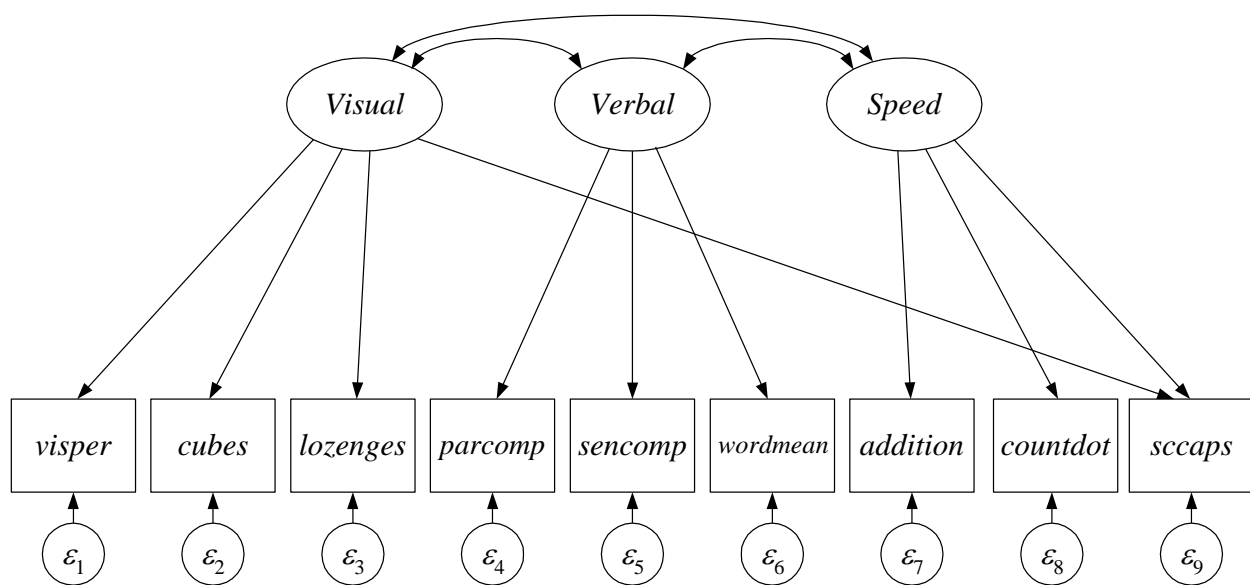 Visual Verbal Speed
visper cubes lozenges parcomp sencomp wordmean addition countdot sccaps
ε1 ε2 ε3 ε4 ε5 ε6 ε7 ε8 ε9